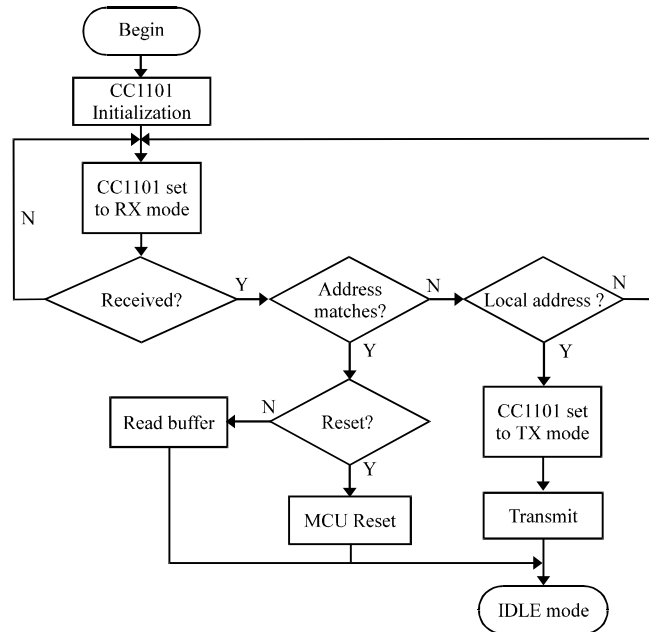 Begin
CC1101
Initialization
CC1101 set
to RX mode
N
Received?
Y
Address
matches?
N
Local address ?
N
Y
Y
CC1101 set
to TX mode
Read buffer
N
Reset?
Y
MCU Reset
Transmit
IDLE mode